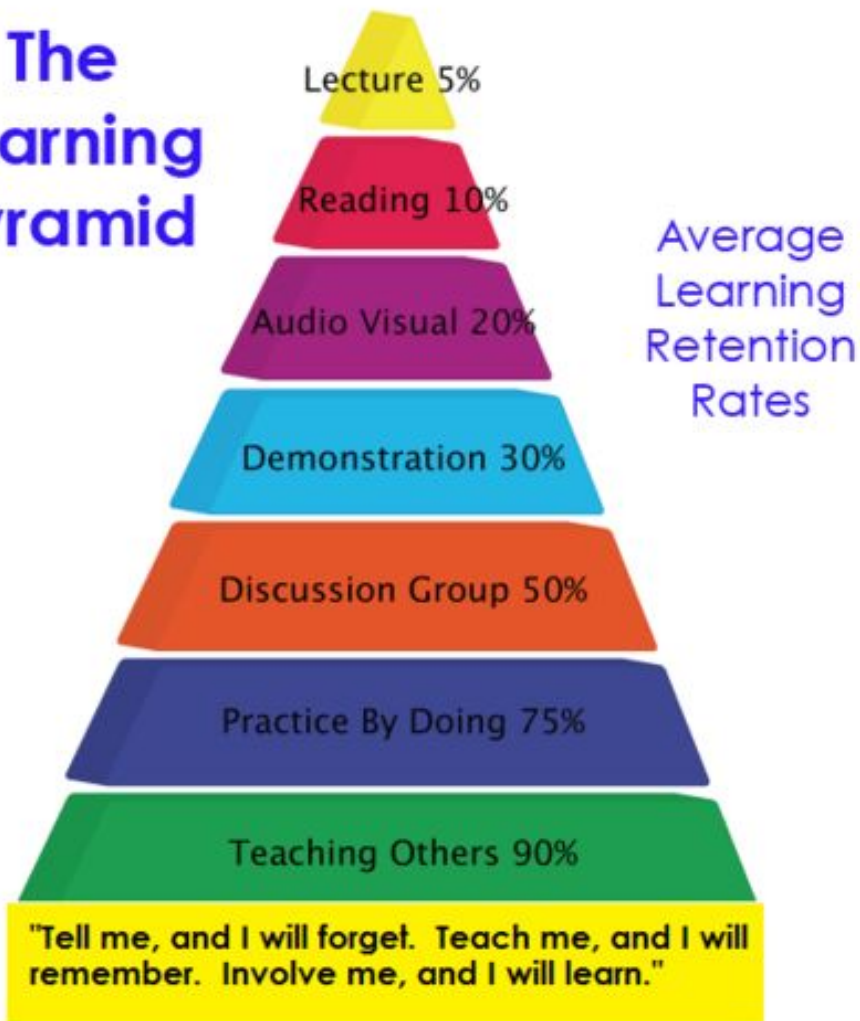 The
arning
ramid
Lecture 5%
Reading 10%
Audio Visual 20%
Average
Learning
Retention
Rates
Demonstration 30%
Discussion Group 50%
Practice By Doing 75%
Teaching Others 90%
"Tell me, and I will forget. Teach me, and I will
remember. Involve me, and I will learn."